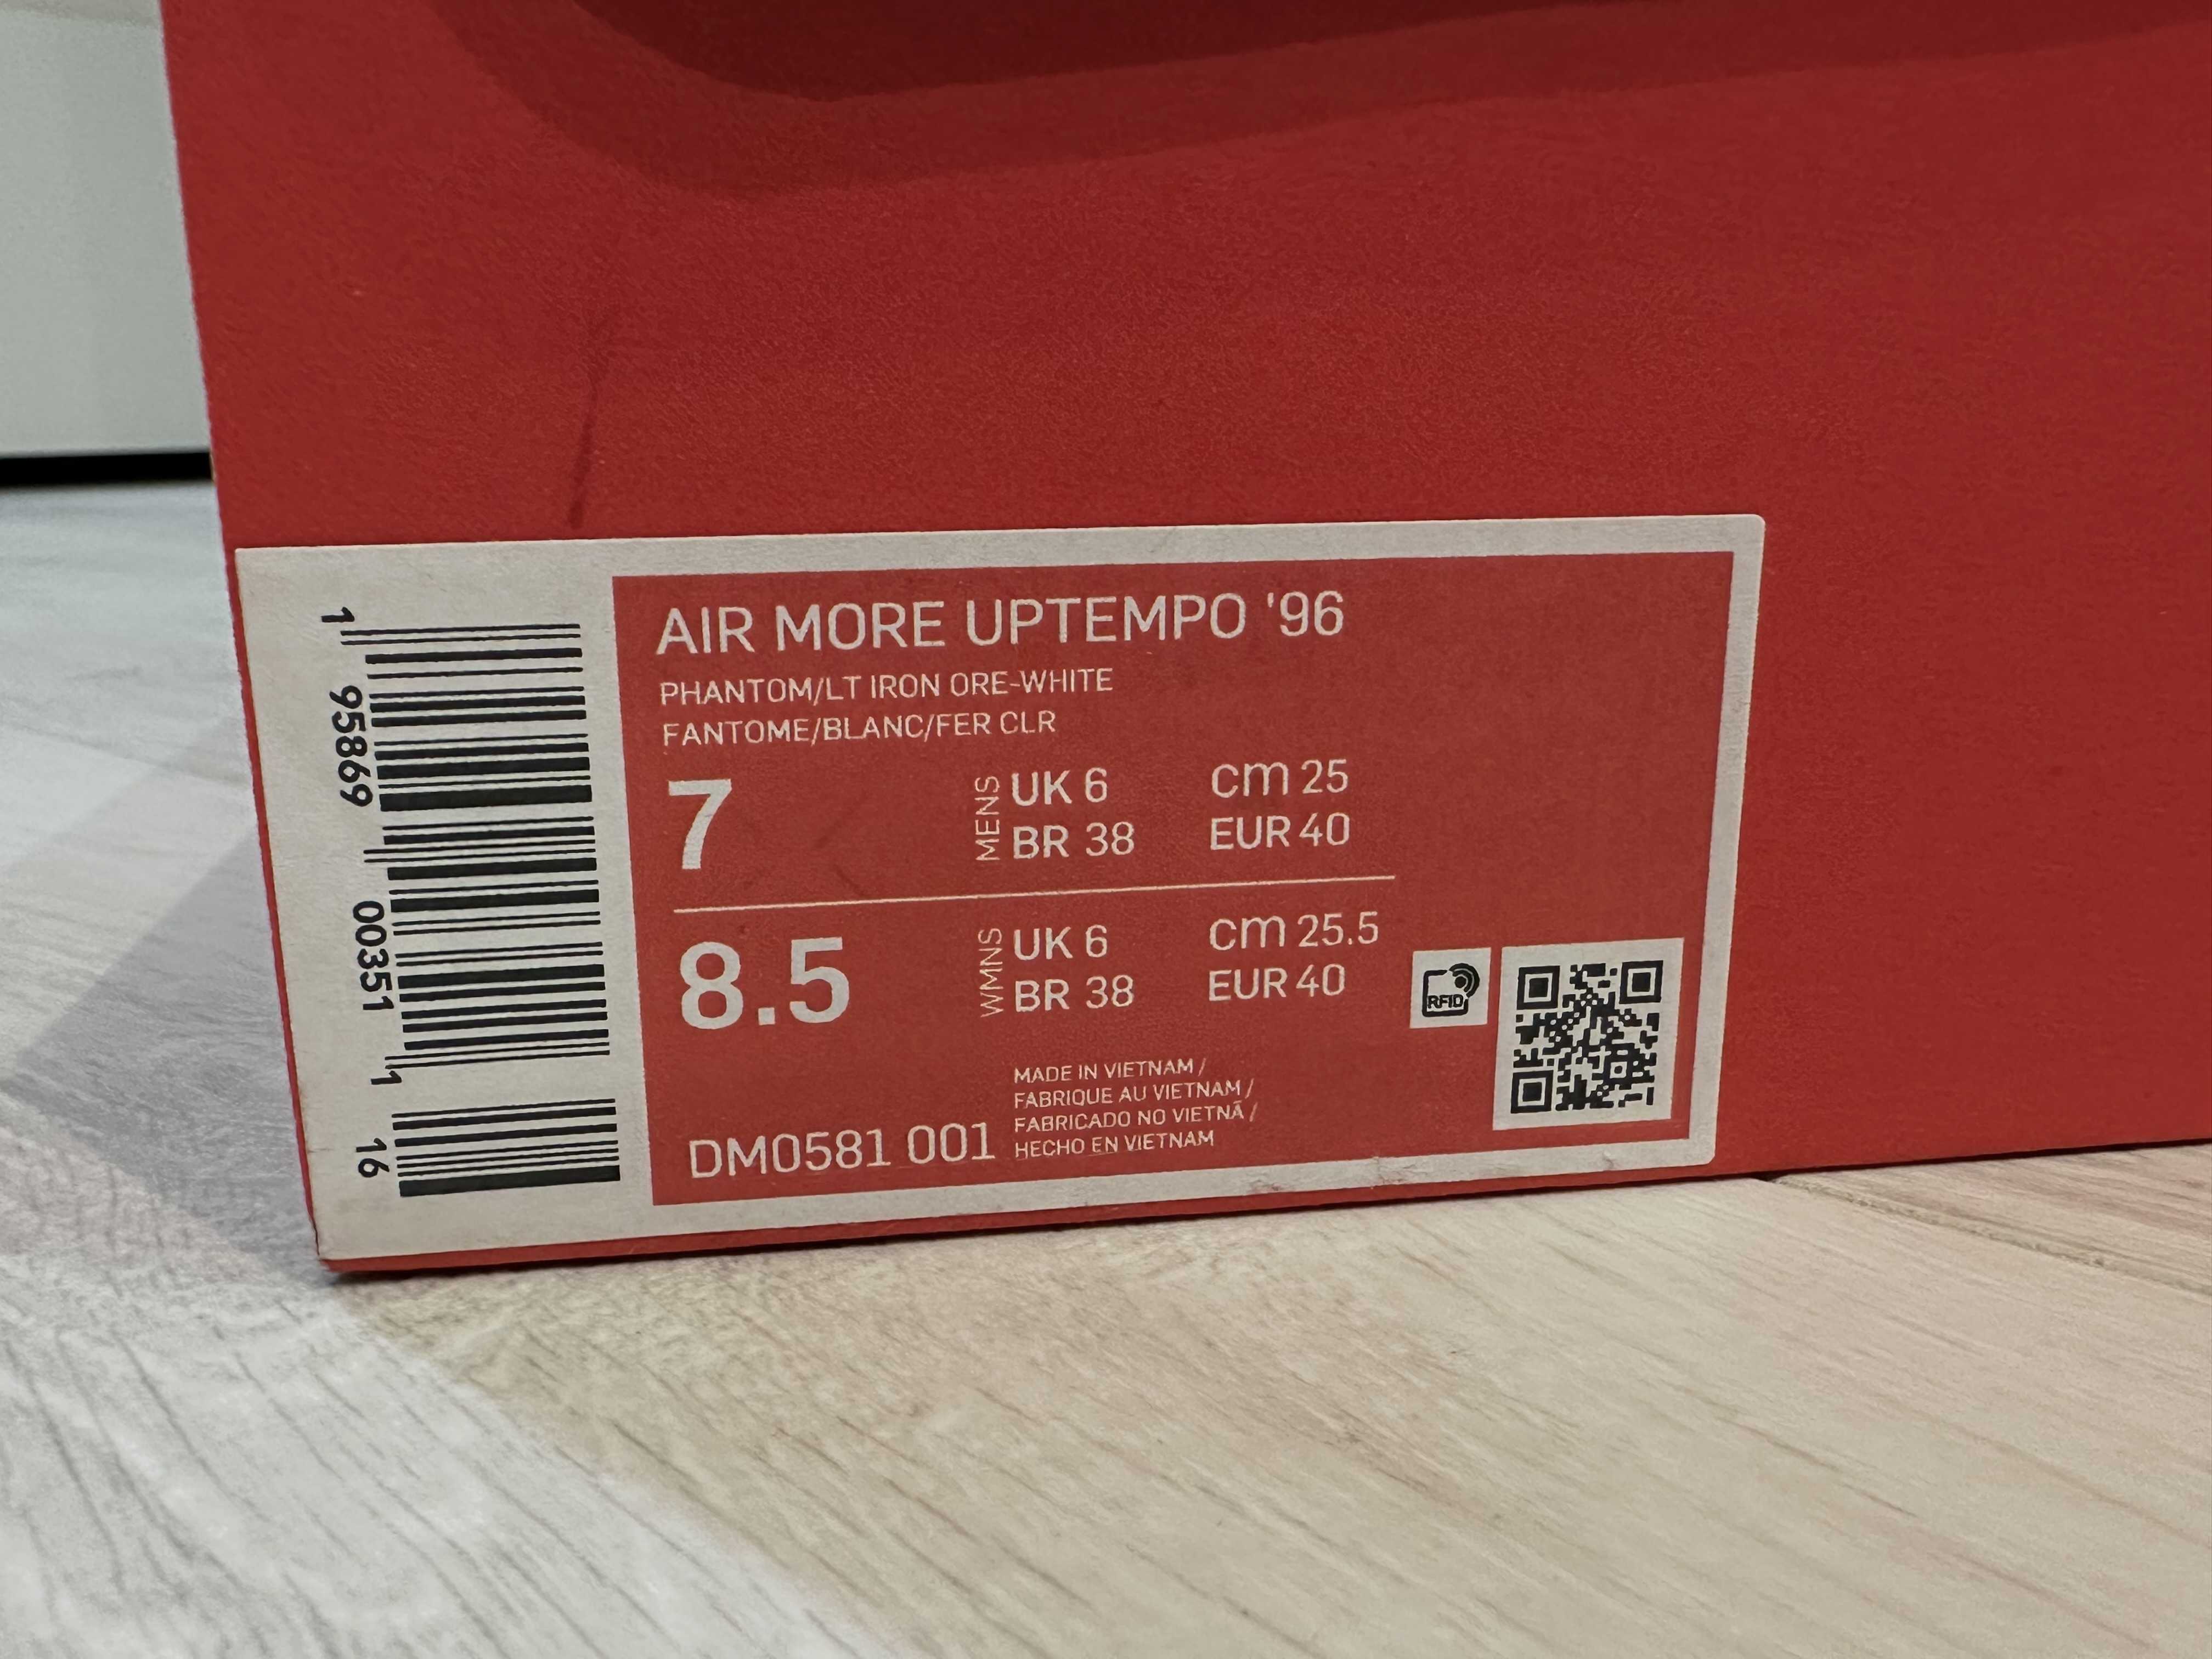 AIR MORE UPTEMPO '96
PHANTOM/LT IRON ORE-WHITE
FANTOME/BLANC/FER CLR
7 MENS UK 6 cm 25
BR 38 EUR 40
8.5 WMNS UK 6 cm 25.5
BR 38 EUR 40
RFID
MADE IN VIETNAM /
FABRIQUE AU VIETNAM /
FABRICADO NO VIETNÃ /
HECHO EN VIETNAM
DM0581 001
1 95869 00351 1
16